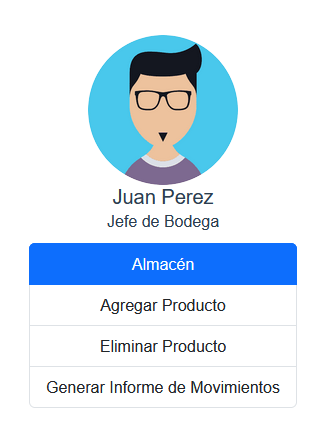 Juan Perez
Jefe de Bodega
Almacén
Agregar Producto
Eliminar Producto
Generar Informe de Movimientos